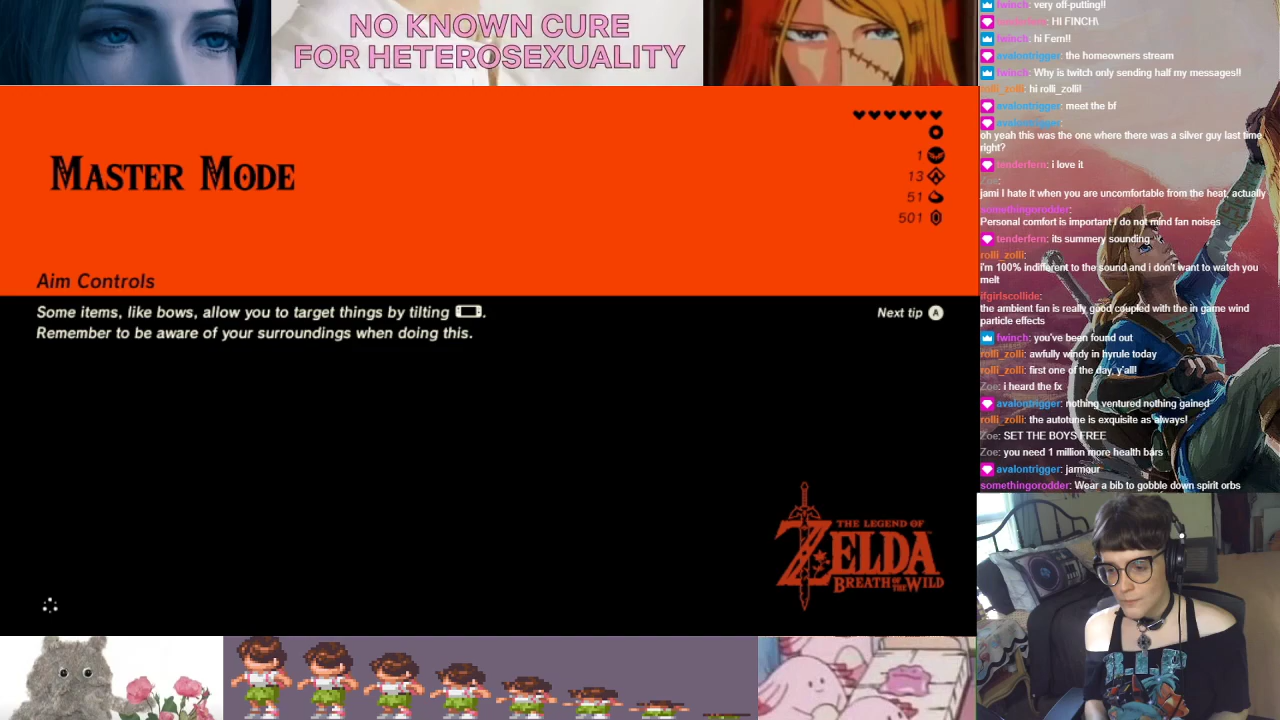 NO KNOWN CURE
FOR HETEROSEXUALITY
MASTER MODE
1
13
51
501
Aim Controls
Some items, like bows, allow you to target things by tilting .
Remember to be aware of your surroundings when doing this.
Next tip A
THE LEGEND OF
ZELDA
BREATH OF THE WILD
fwinch: very off-putting!!
tenderfern: HI FINCH\
fwinch: hi Fern!!
avalontrigger: the homeowners stream
fwinch: Why is twitch only sending half my messages!!
rolli_zolli: hi rolli_zolli!
avalontrigger: meet the bf
avalontrigger:
oh yeah this was the one where there was a silver guy last time
right?
tenderfern: i love it
Zoe:
jami I hate it when you are uncomfortable from the heat, actually
somethingorodder:
Personal comfort is important I do not mind fan noises
tenderfern: its summery sounding
rolli_zolli:
i'm 100% indifferent to the sound and i don't want to watch you
melt
ifgirlscollide:
the ambient fan is really good coupled with the in game wind
particle effects
fwinch: you've been found out
rolli_zolli: awfully windy in hyrule today
rolli_zolli: first one of the day, y'all!
Zoe: i heard the fx
avalontrigger: nothing ventured nothing gained
rolli_zolli: the autotune is exquisite as always!
Zoe: SET THE BOYS FREE
Zoe: you need 1 million more health bars
avalontrigger: jarmour
somethingorodder: Wear a bib to gobble down spirit orbs